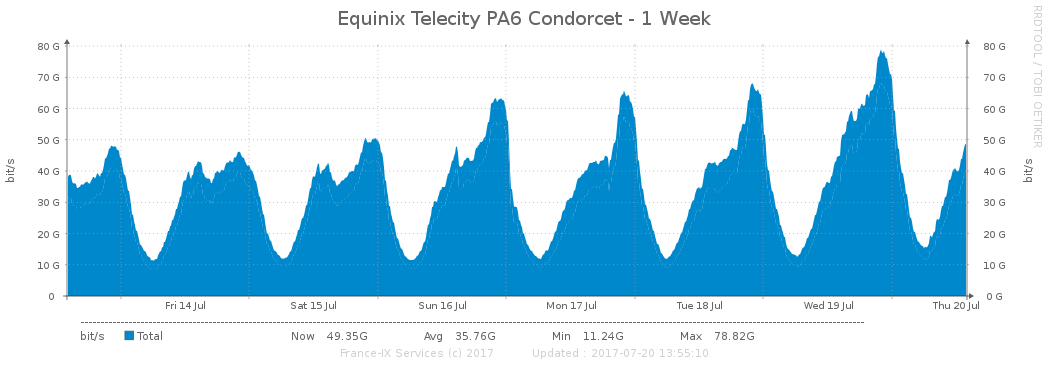 Equinix Telecity PA6 Condorcet - 1 Week
RRDTOOL / TOBI OETIKER
80 G 80 G
70 G 70 G
60 G 60 G
50 G 50 G
40 G 40 G
30 G 30 G
20 G 20 G
10 G 10 G
0 0 G
bit/s bit/s
Fri 14 Jul Sat 15 Jul Sun 16 Jul Mon 17 Jul Tue 18 Jul Wed 19 Jul Thu 20 Jul
bit/s Total Now 49.35G Avg 35.76G Min 11.24G Max 78.82G
France-IX Services (c) 2017 Updated : 2017-07-20 13:55:10